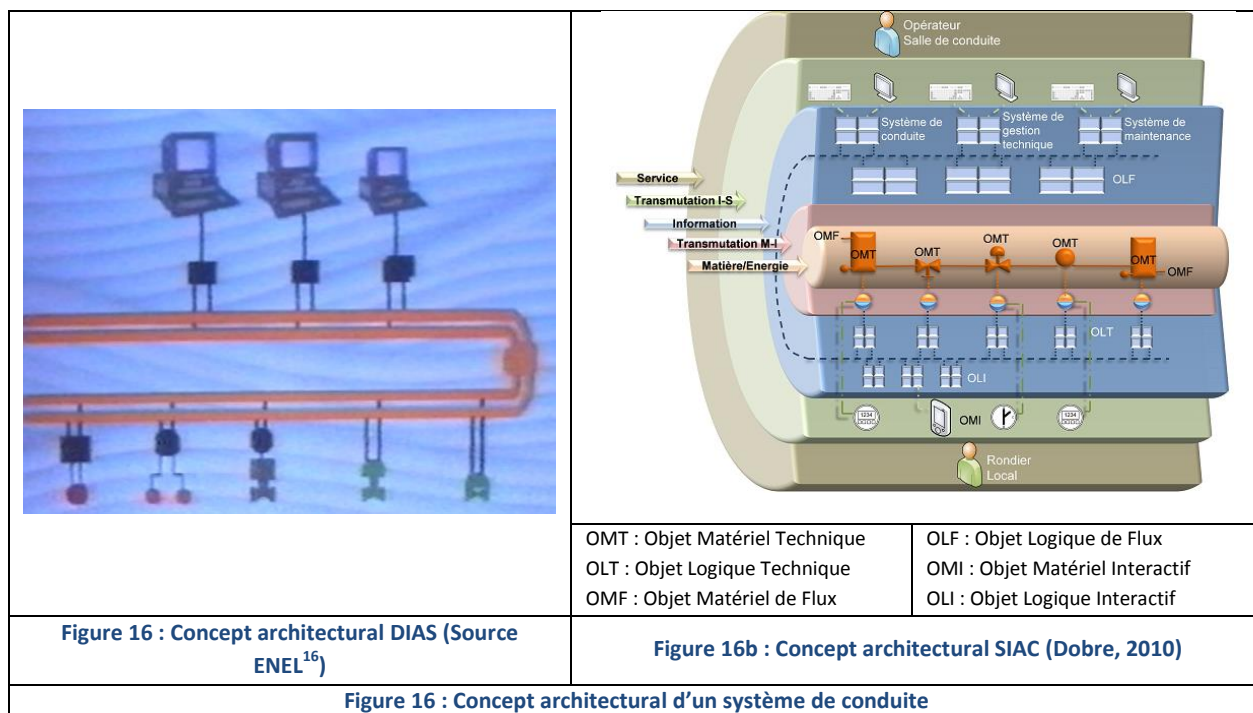 Opérateur
Salle de conduite
Système de
conduite
Système de
gestion
technique
Système de
maintenance
OLF
Service
Transmutation I-S
Information
Transmutation M-I
Matière/Energie
OMF
OMT
OMT
OMT
OMT
OMT
OMF
OLT
OLI
1234
OMI
1234
Rondier
Local
OMT : Objet Matériel Technique
OLT : Objet Logique Technique
OMF : Objet Matériel de Flux
OLF : Objet Logique de Flux
OMI : Objet Matériel Interactif
OLI : Objet Logique Interactif
Figure 16 : Concept architectural DIAS (Source
ENEL16)
Figure 16b : Concept architectural SIAC (Dobre, 2010)
Figure 16 : Concept architectural d’un système de conduite